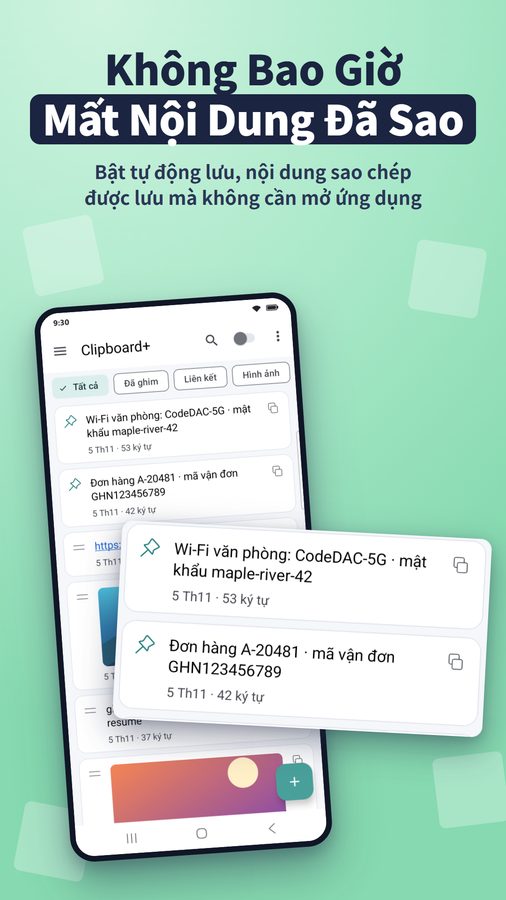 Không Bao Giờ
Mất Nội Dung Đã Sao
Bật tự động lưu, nội dung sao chép
được lưu mà không cần mở ứng dụng
9:30
Clipboard+
Tất cả
Đã ghim
Liên kết
Hình ảnh
Wi-Fi văn phòng: CodeDAC-5G · mật
khẩu maple-river-42
5 Th11 · 53 ký tự
Đơn hàng A-20481 · mã vận đơn
GHN123456789
5 Th11 · 42 ký tự
https:
5 Th11
Wi-Fi văn phòng: CodeDAC-5G · mật
khẩu maple-river-42
5 Th11 · 53 ký tự
Đơn hàng A-20481 · mã vận đơn
GHN123456789
5 Th11 · 42 ký tự
resume
5 Th11 · 37 ký tự